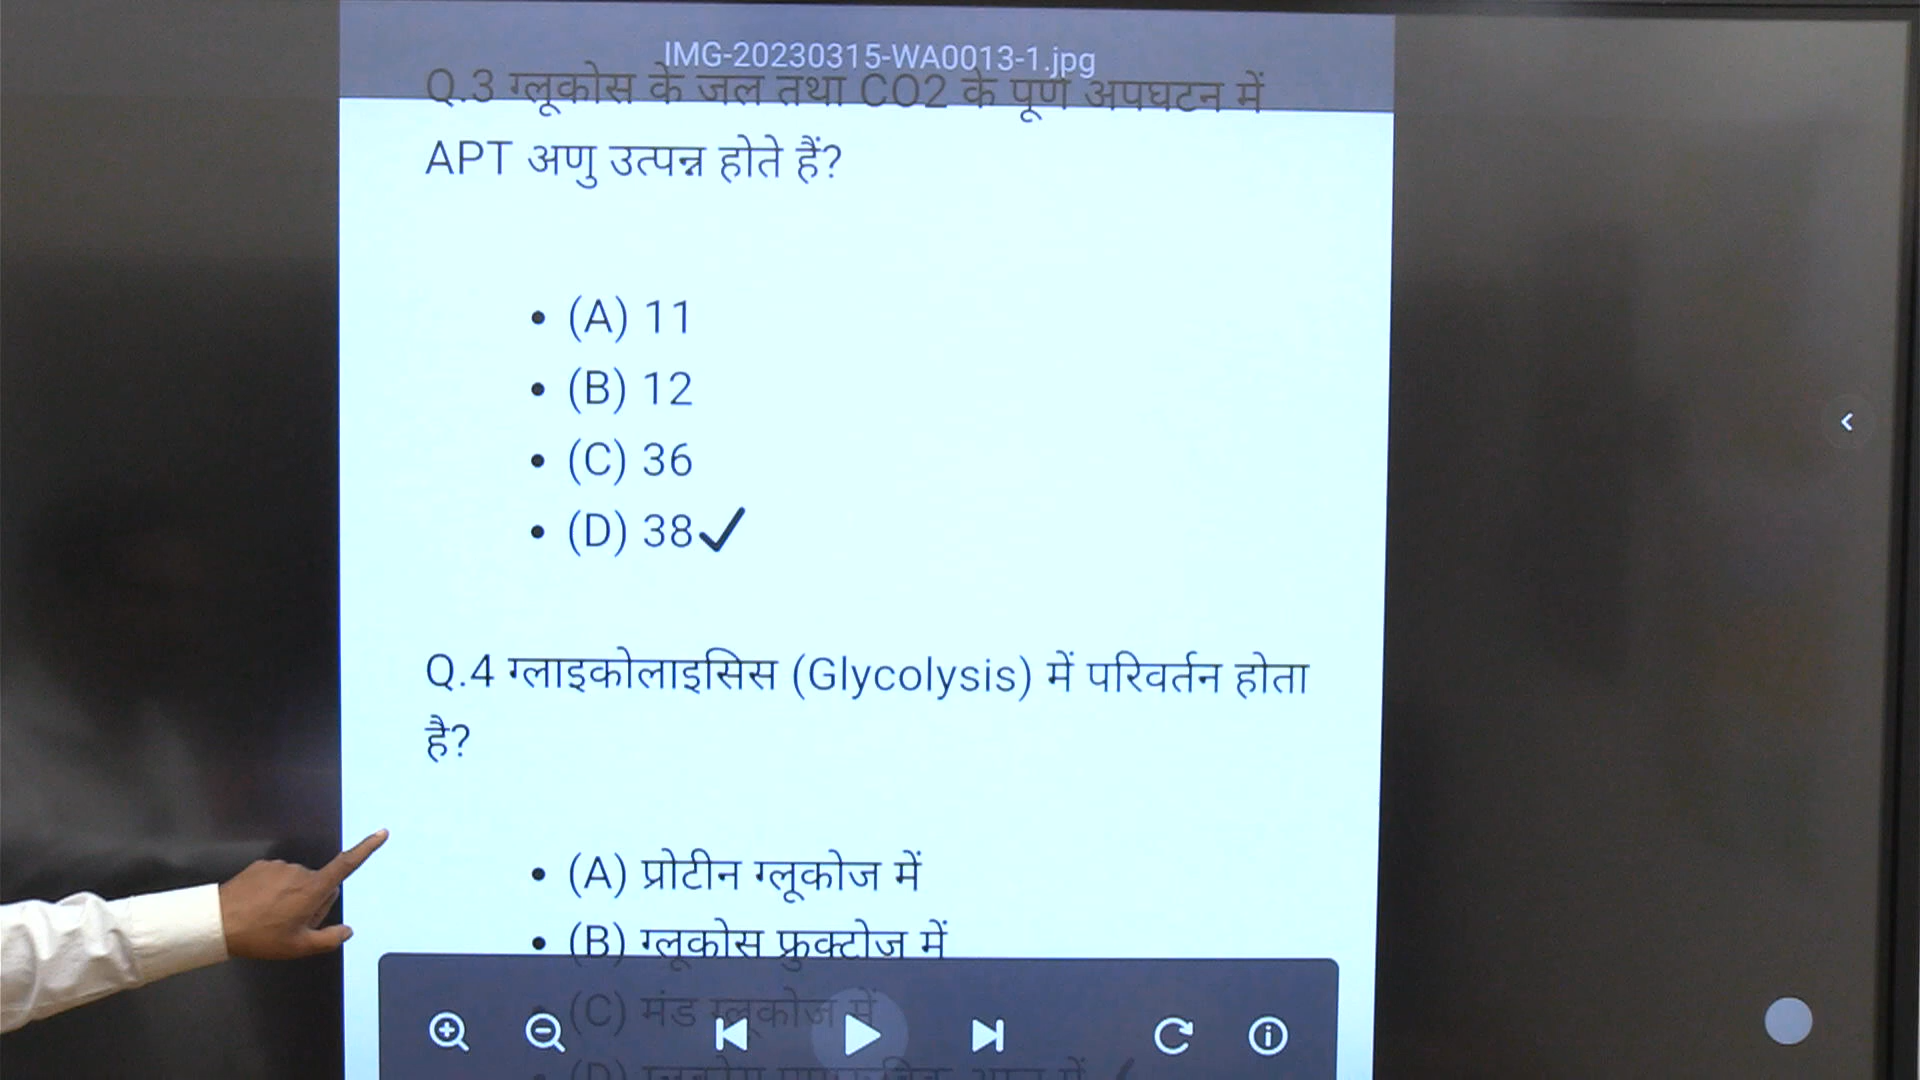 IMG-20230315-WA0013-1.jpg
Q.3 ग्लूकोस के जल तथा CO2 के पूर्ण अपघटन में
APT अणु उत्पन्न होते हैं?
• (A) 11
• (B) 12
• (C) 36
• (D) 38✓
Q.4 ग्लाइकोलाइसिस (Glycolysis) में परिवर्तन होता
है?
• (A) प्रोटीन ग्लूकोज में
• (B) ग्लूकोस फ्रुक्टोज में
• (C) मंड ग्लूकोज में
• (D)